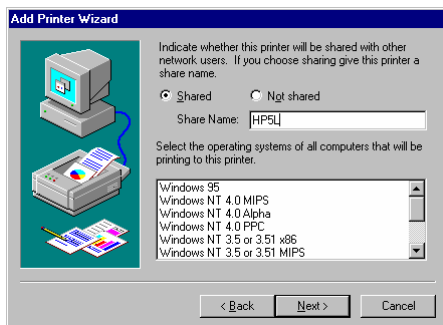 Add Printer Wizard
Indicate whether this printer will be shared with other
network users. If you choose sharing give this printer a
share name.
Shared Not shared
Share Name: HP5L
Select the operating systems of all computers that will be
printing to this printer.
Windows 95
Windows NT 4.0 MIPS
Windows NT 4.0 Alpha
Windows NT 4.0 PPC
Windows NT 3.5 or 3.51 x86
Windows NT 3.5 or 3.51 MIPS
< Back Next > Cancel